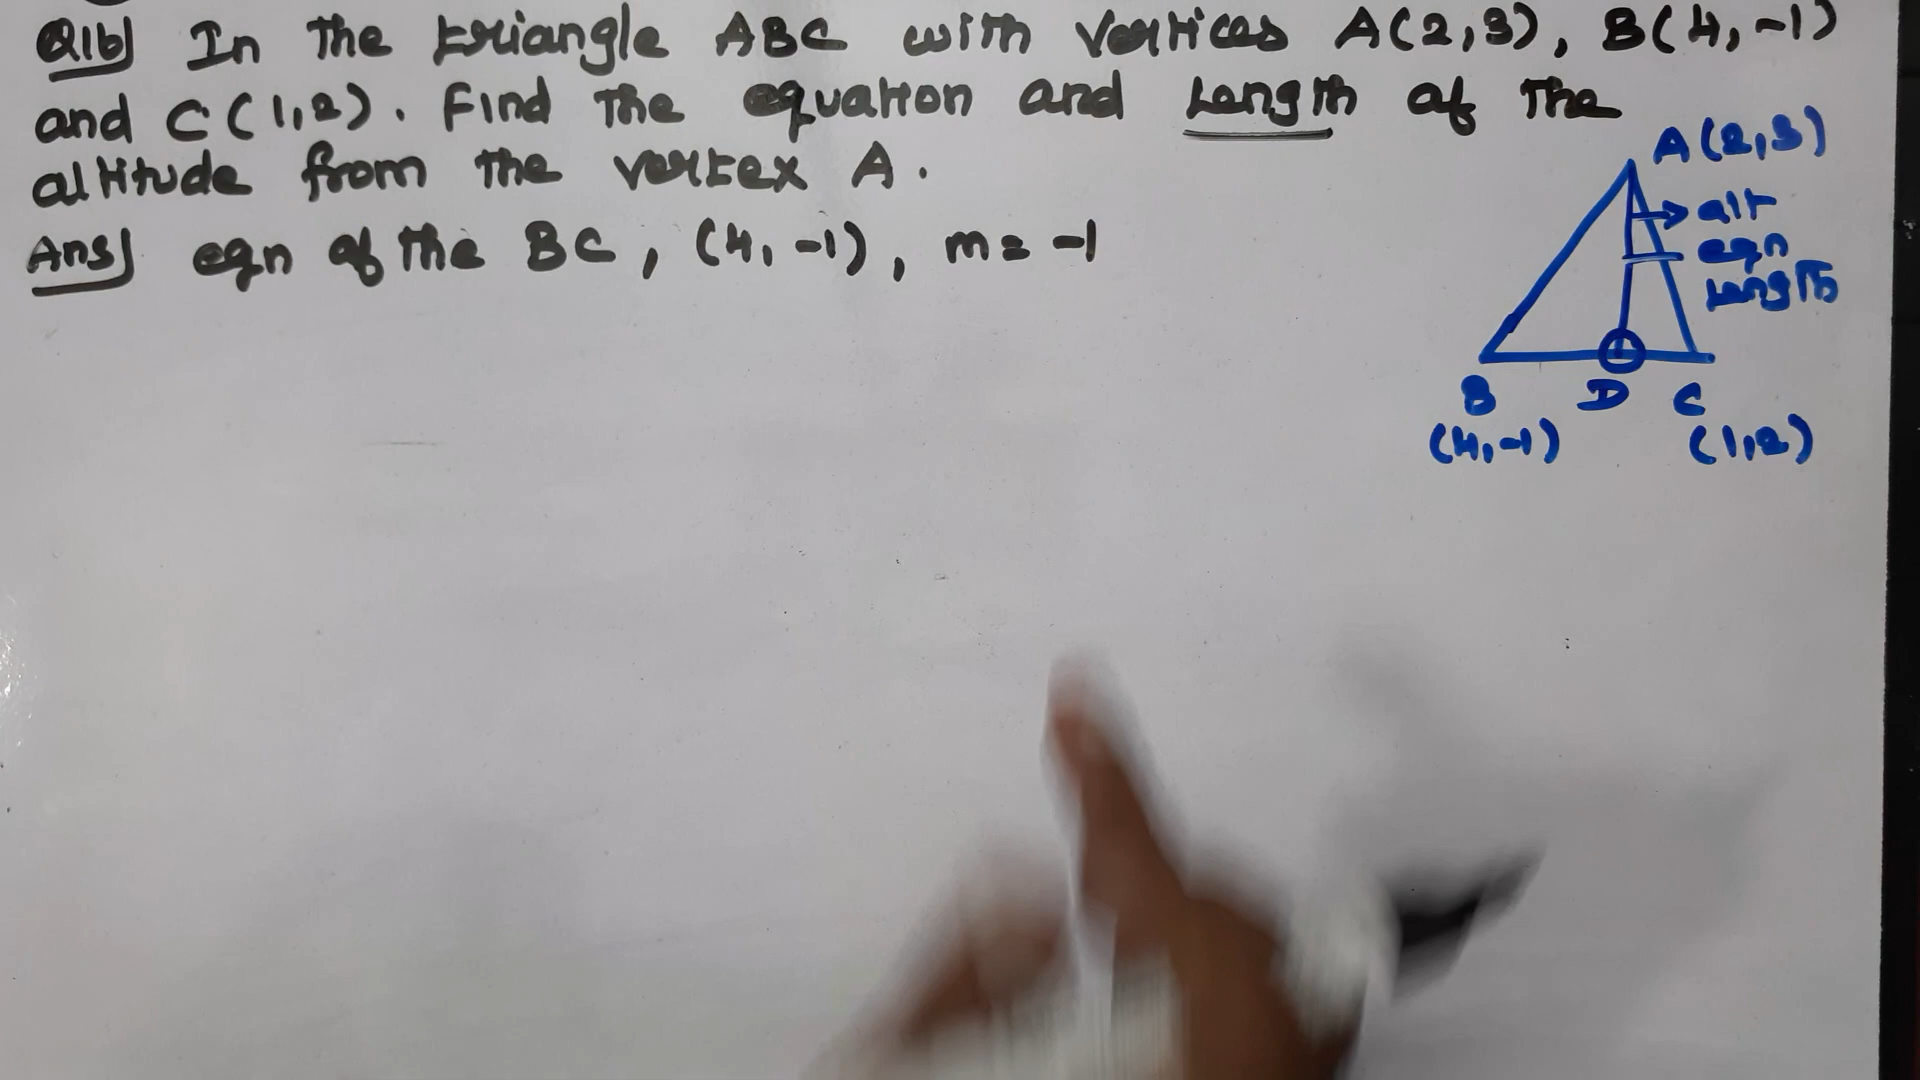 Q16) In the triangle ABC with vertices A(2,3), B(4,-1)
and C(1,2). Find the equation and Length of the
altitude from the vertex A.
Ans) eqn of the BC, (4,-1), m = -1
A(2,3)
alt
eqn
Length
B D C
(4,-1) (1,2)